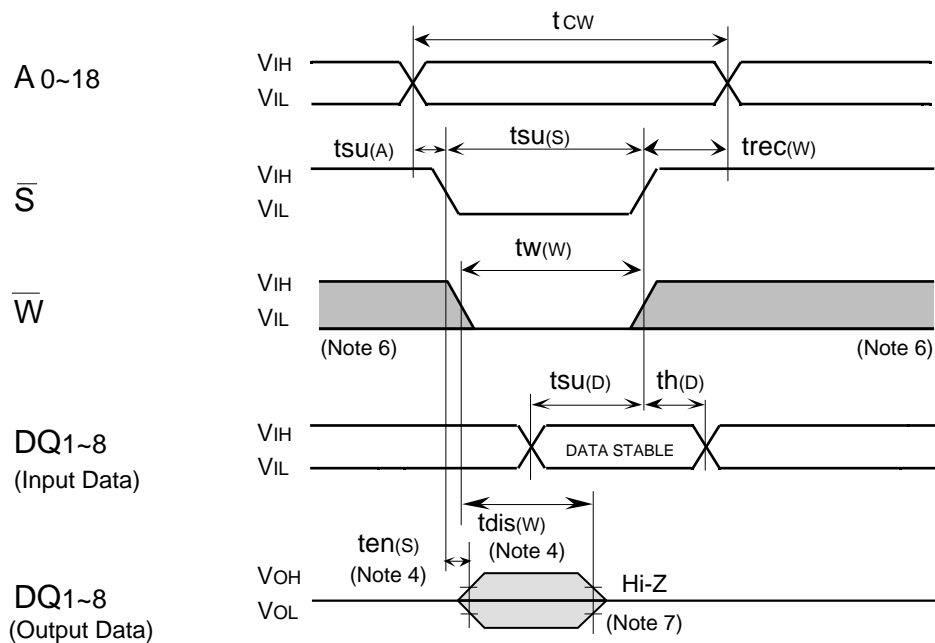 tCW
A 0~18
VIH
VIL
tsu(A)
tsu(S)
trec(W)
S
VIH
VIL
tw(W)
W
VIH
VIL
(Note 6)
(Note 6)
tsu(D)
th(D)
DQ1~8
(Input Data)
VIH
VIL
DATA STABLE
tdis(W)
(Note 4)
ten(S)
(Note 4)
DQ1~8
(Output Data)
VOH
VOL
Hi-Z
(Note 7)